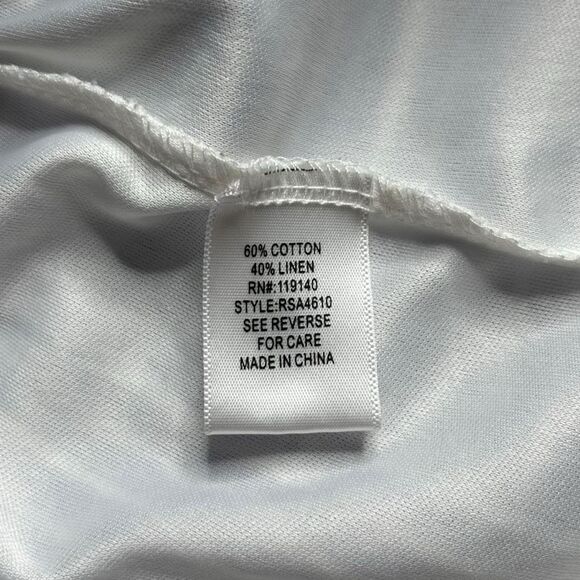 60% COTTON
40% LINEN
RN#:119140
STYLE:RSA4610
SEE REVERSE
FOR CARE
MADE IN CHINA